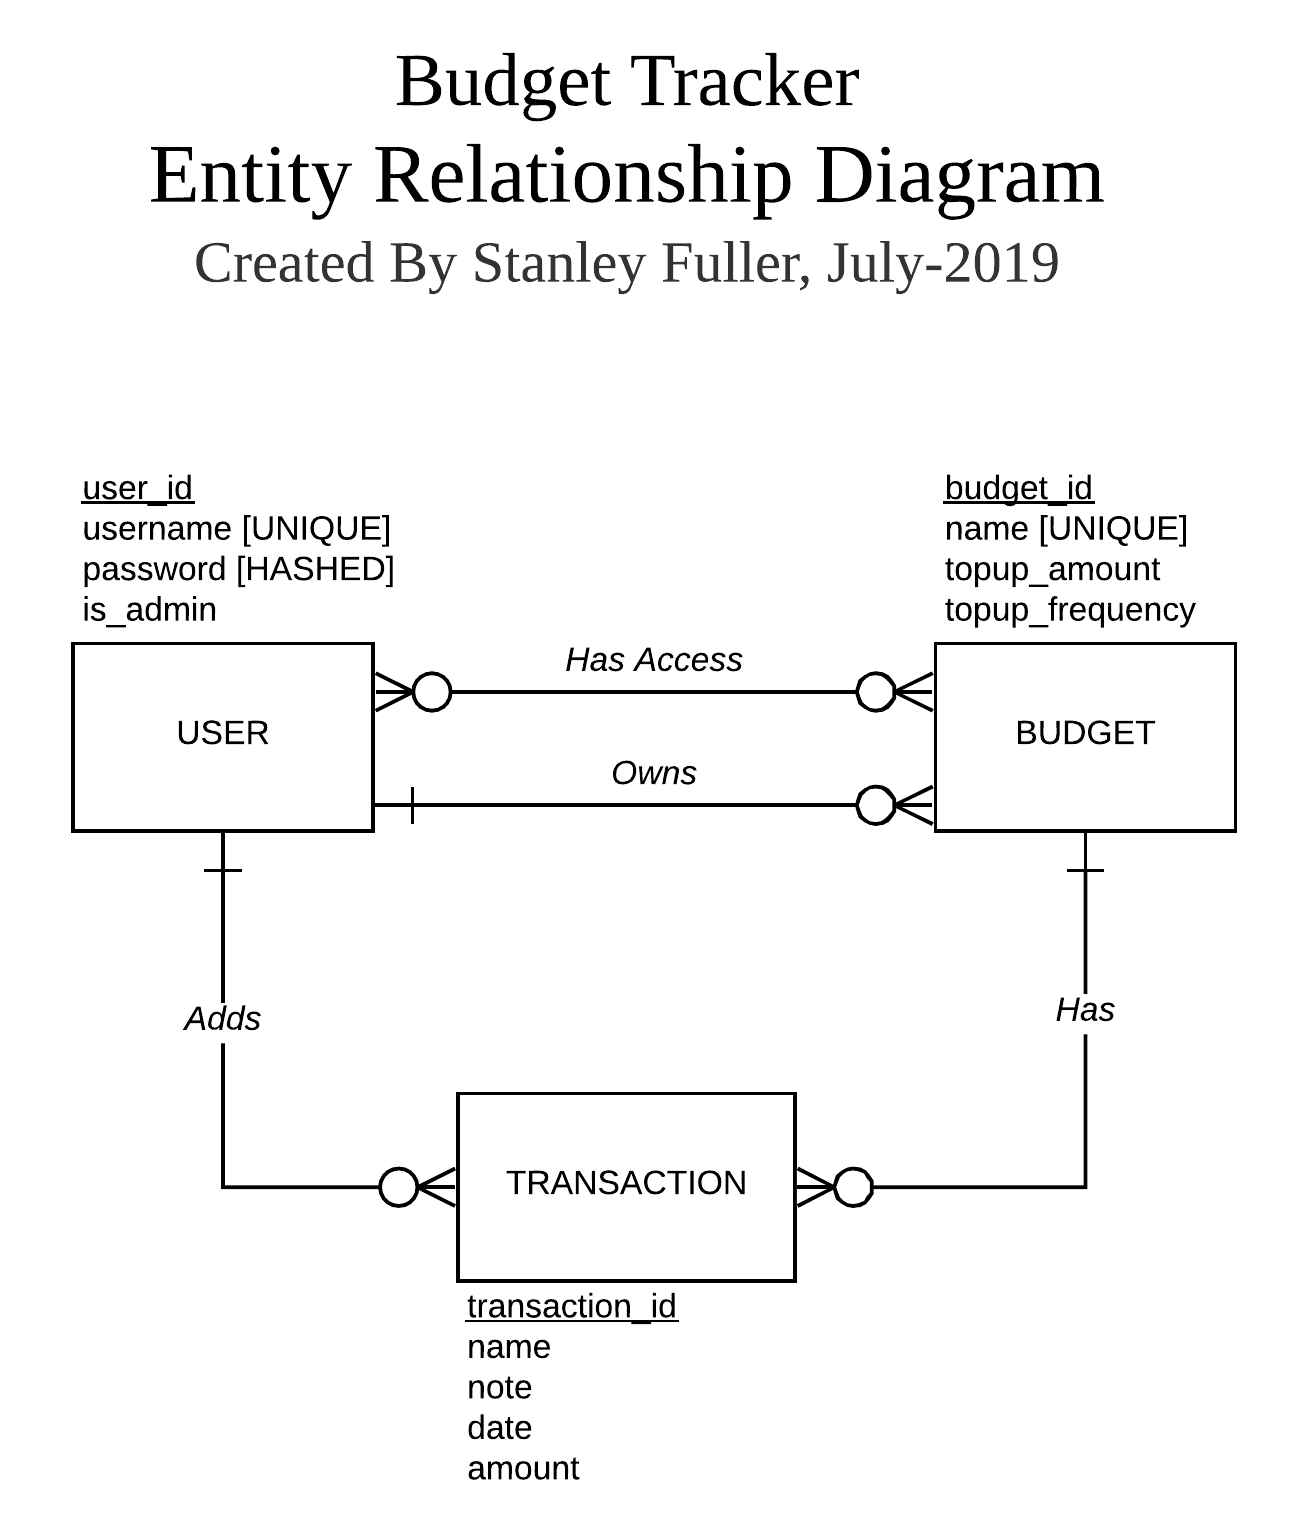 Budget Tracker
Entity Relationship Diagram
Created By Stanley Fuller, July-2019
user_id
username [UNIQUE]
password [HASHED]
is_admin
budget_id
name [UNIQUE]
topup_amount
topup_frequency
USER
Has Access
Owns
BUDGET
Adds
Has
TRANSACTION
transaction_id
name
note
date
amount